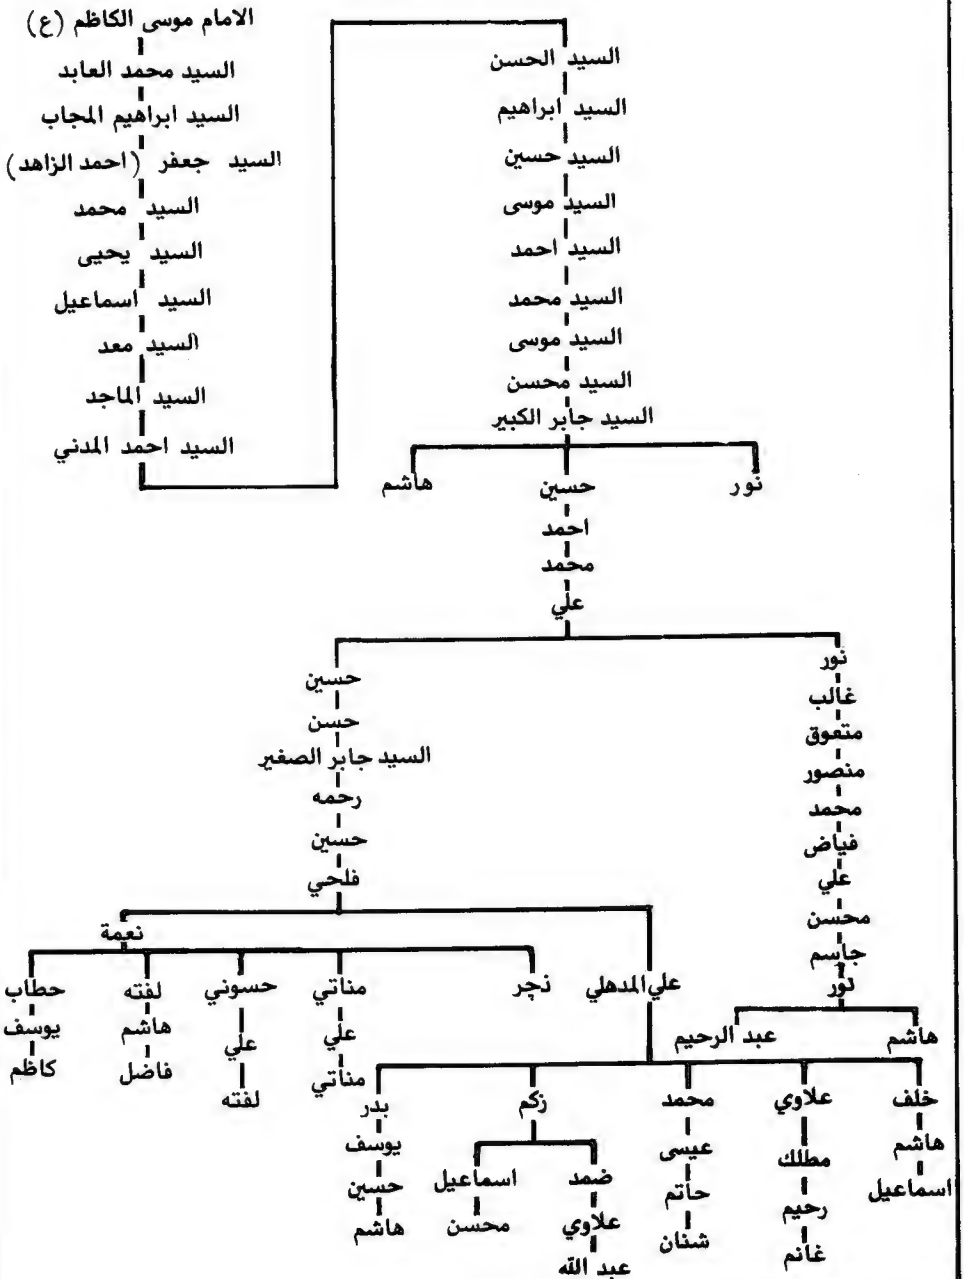 الامام موسى الكاظم (ع)
السيد محمد العابد
السيد ابراهيم المجاب
السيد جعفر (احمد الزاهد)
السيد محمد
السيد يحيى
السيد اسماعيل
السيد معد
السيد الماجد
السيد احمد المدني
السيد الحسن
السيد ابراهيم
السيد حسين
السيد موسى
السيد احمد
السيد محمد
السيد موسى
السيد محسن
السيد جابر الكبير
نور
حسين
هاشم
احمد
محمد
علي
نور
غالب
متعوق
منصور
محمد
فياض
علي
محسن
جاسم
نور
هاشم
عبد الرحيم
حسين
حسن
السيد جابر الصغير
رحمه
حسين
فلحي
علي المدهلي
نعمة
نچر
مناتي
علي
مناتي
حسوني
علي
لفته
لفته
هاشم
فاضل
حطاب
يوسف
كاظم
خلف
هاشم
اسماعيل
علاوي
مطلك
رحيم
غانم
محمد
عيسى
حاتم
شنان
زكم
ضمد
علاوي
عبد الله
اسماعيل
محسن
بدر
يوسف
حسين
هاشم